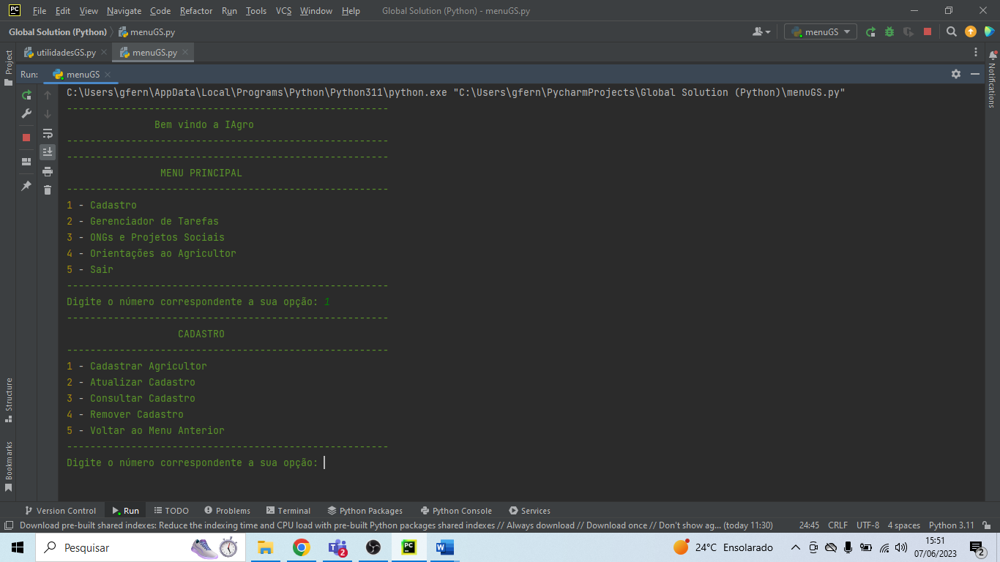 PC File Edit View Navigate Code Refactor Run Tools VCS Window Help Global Solution (Python) - menuGS.py
Global Solution (Python) menuGS.py menuGS
utilidadesGS.py menuGS.py
Project
Notifications
Run: menuGS
C:\Users\gfern\AppData\Local\Programs\Python\Python311\python.exe "C:\Users\gfern\PycharmProjects\Global Solution (Python)\menuGS.py"
-------------------------------------------------------
Bem vindo a IAgro
-------------------------------------------------------
-------------------------------------------------------
MENU PRINCIPAL
-------------------------------------------------------
1 - Cadastro
2 - Gerenciador de Tarefas
3 - ONGs e Projetos Sociais
4 - Orientações ao Agricultor
5 - Sair
-------------------------------------------------------
Digite o número correspondente a sua opção: 1
-------------------------------------------------------
CADASTRO
-------------------------------------------------------
1 - Cadastrar Agricultor
2 - Atualizar Cadastro
3 - Consultar Cadastro
4 - Remover Cadastro
5 - Voltar ao Menu Anterior
-------------------------------------------------------
Digite o número correspondente a sua opção:
Structure
Bookmarks
Version Control Run TODO Problems Terminal Python Packages Python Console Services
Download pre-built shared indexes: Reduce the indexing time and CPU load with pre-built Python packages shared indexes // Always download // Download once // Don't show ag... (today 11:30) 24:45 CRLF UTF-8 4 spaces Python 3.11
Pesquisar 2 PC W 24°C Ensolarado 15:51
07/06/2023 2